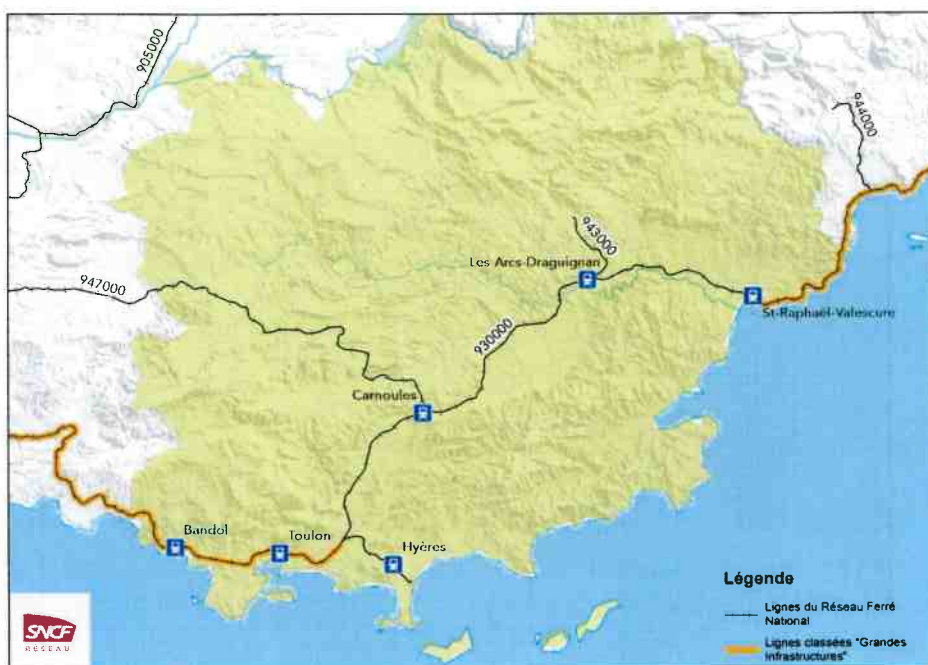 905000
944000
943000
Les Arcs-Draguignan
947000
St-Raphaël-Valescure
930000
Carnoules
Bandol
Toulon
Hyères
Légende
Lignes du Réseau Ferré
National
Lignes classées "Grandes
infrastructures"
SNCF
RÉSEAU